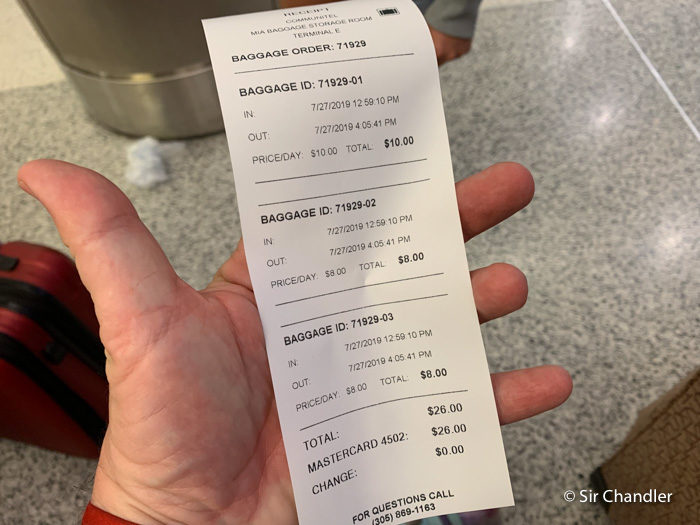 RECEIPT
COMMUNITEL
MIA BAGGAGE STORAGE ROOM
TERMINAL E
BAGGAGE ORDER: 71929
BAGGAGE ID: 71929-01
IN: 7/27/2019 12:59:10 PM
OUT: 7/27/2019 4:05:41 PM
PRICE/DAY: $10.00 TOTAL: $10.00
BAGGAGE ID: 71929-02
IN: 7/27/2019 12:59:10 PM
OUT: 7/27/2019 4:05:41 PM
PRICE/DAY: $8.00 TOTAL: $8.00
BAGGAGE ID: 71929-03
IN: 7/27/2019 12:59:10 PM
OUT: 7/27/2019 4:05:41 PM
PRICE/DAY: $8.00 TOTAL: $8.00
TOTAL: $26.00
MASTERCARD 4502: $26.00
CHANGE: $0.00
FOR QUESTIONS CALL
(305) 869-1163
© Sir Chandler